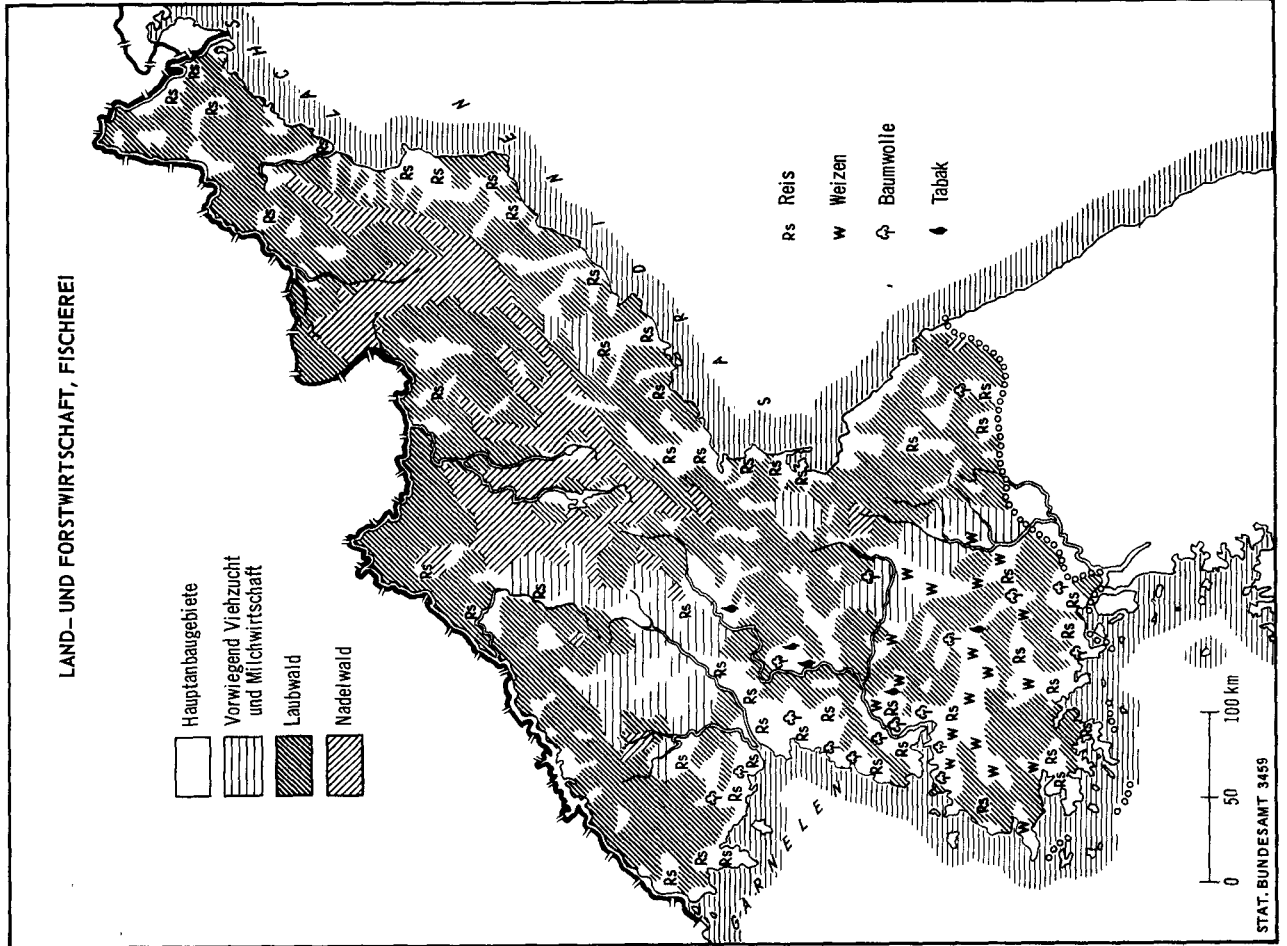 LAND- UND FORSTWIRTSCHAFT, FISCHEREI
Hauptanbaugebiete
Vorwiegend Viehzucht
und Milchwirtschaft
Laubwald
Nadelwald
SCHALNE
SARDINEN
GARNELEN
Rs Reis
W Weizen
Baumwolle
Tabak
0 50 100 km
STAT. BUNDESAMT 3459